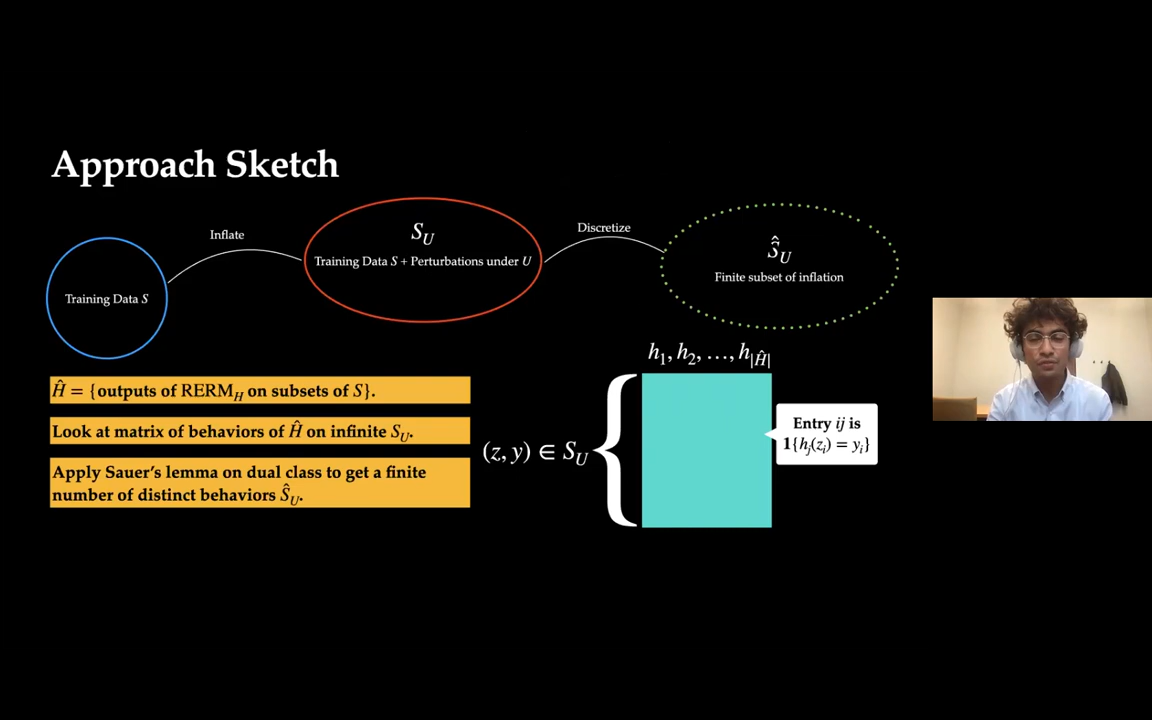 Approach Sketch
Inflate
Discretize
Training Data S
S_U
Training Data S + Perturbations under U
Ŝ_U
Finite subset of inflation
Ĥ = {outputs of RERM_H on subsets of S}.
Look at matrix of behaviors of Ĥ on infinite S_U.
Apply Sauer's lemma on dual class to get a finite
number of distinct behaviors Ŝ_U.
h_1, h_2, …, h_|Ĥ|
(z, y) ∈ S_U {
Entry ij is
1{h_j(z_i) = y_i}